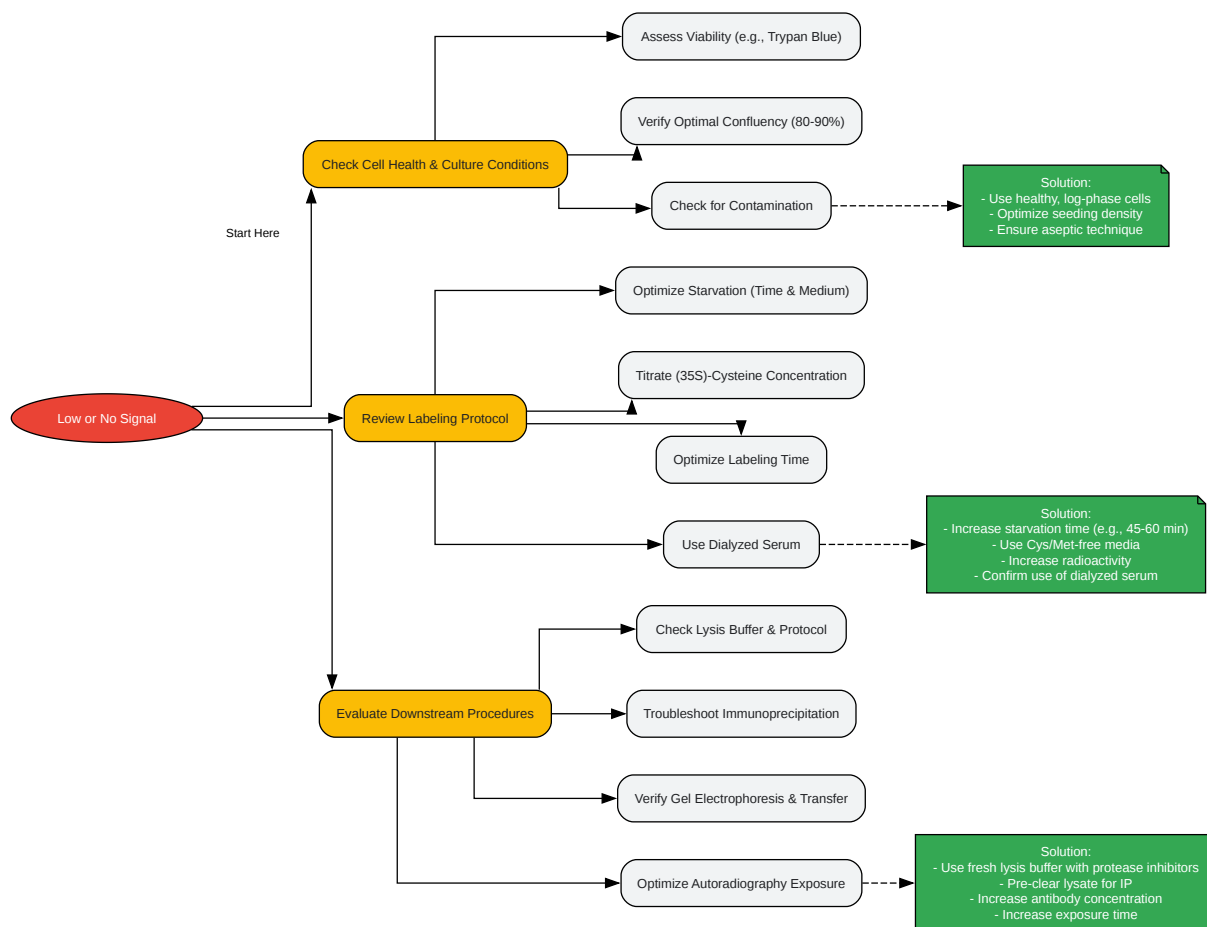 Assess Viability (e.g., Trypan Blue)
Verify Optimal Confluency (80-90%)
Check Cell Health & Culture Conditions
Check for Contamination
Solution:
- Use healthy, log-phase cells
- Optimize seeding density
- Ensure aseptic technique
Start Here
Optimize Starvation (Time & Medium)
Titrate (35S)-Cysteine Concentration
Low or No Signal
Review Labeling Protocol
Optimize Labeling Time
Use Dialyzed Serum
Solution:
- Increase starvation time (e.g., 45-60 min)
- Use Cys/Met-free media
- Increase radioactivity
- Confirm use of dialyzed serum
Check Lysis Buffer & Protocol
Evaluate Downstream Procedures
Troubleshoot Immunoprecipitation
Verify Gel Electrophoresis & Transfer
Optimize Autoradiography Exposure
Solution:
- Use fresh lysis buffer with protease inhibitors
- Pre-clear lysate for IP
- Increase antibody concentration
- Increase exposure time